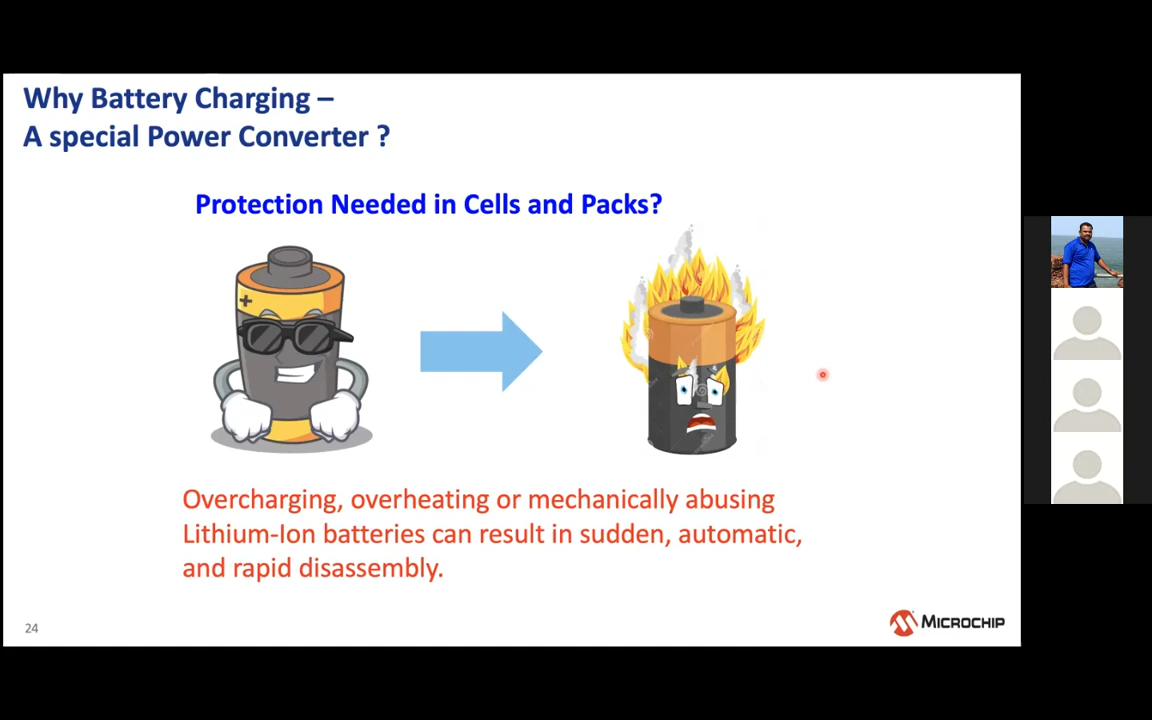 Why Battery Charging –
A special Power Converter ?
Protection Needed in Cells and Packs?
+
Overcharging, overheating or mechanically abusing
Lithium-Ion batteries can result in sudden, automatic,
and rapid disassembly.
24
MICROCHIP